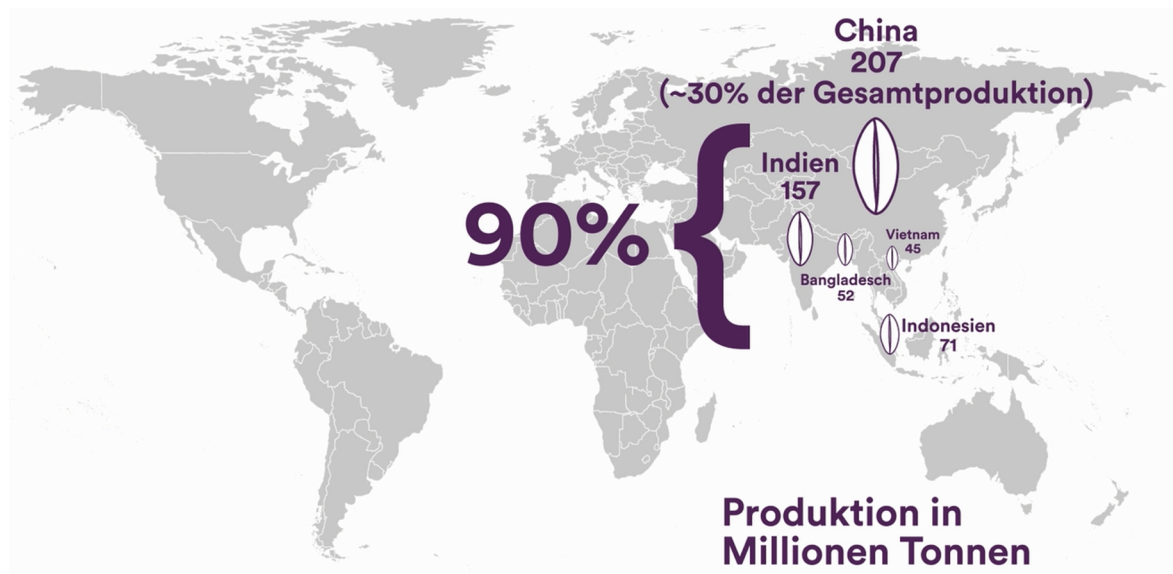 China
207
(~30% der Gesamtproduktion)
Indien
157
90%
Vietnam
45
Bangladesch
52
Indonesien
71
Produktion in
Millionen Tonnen